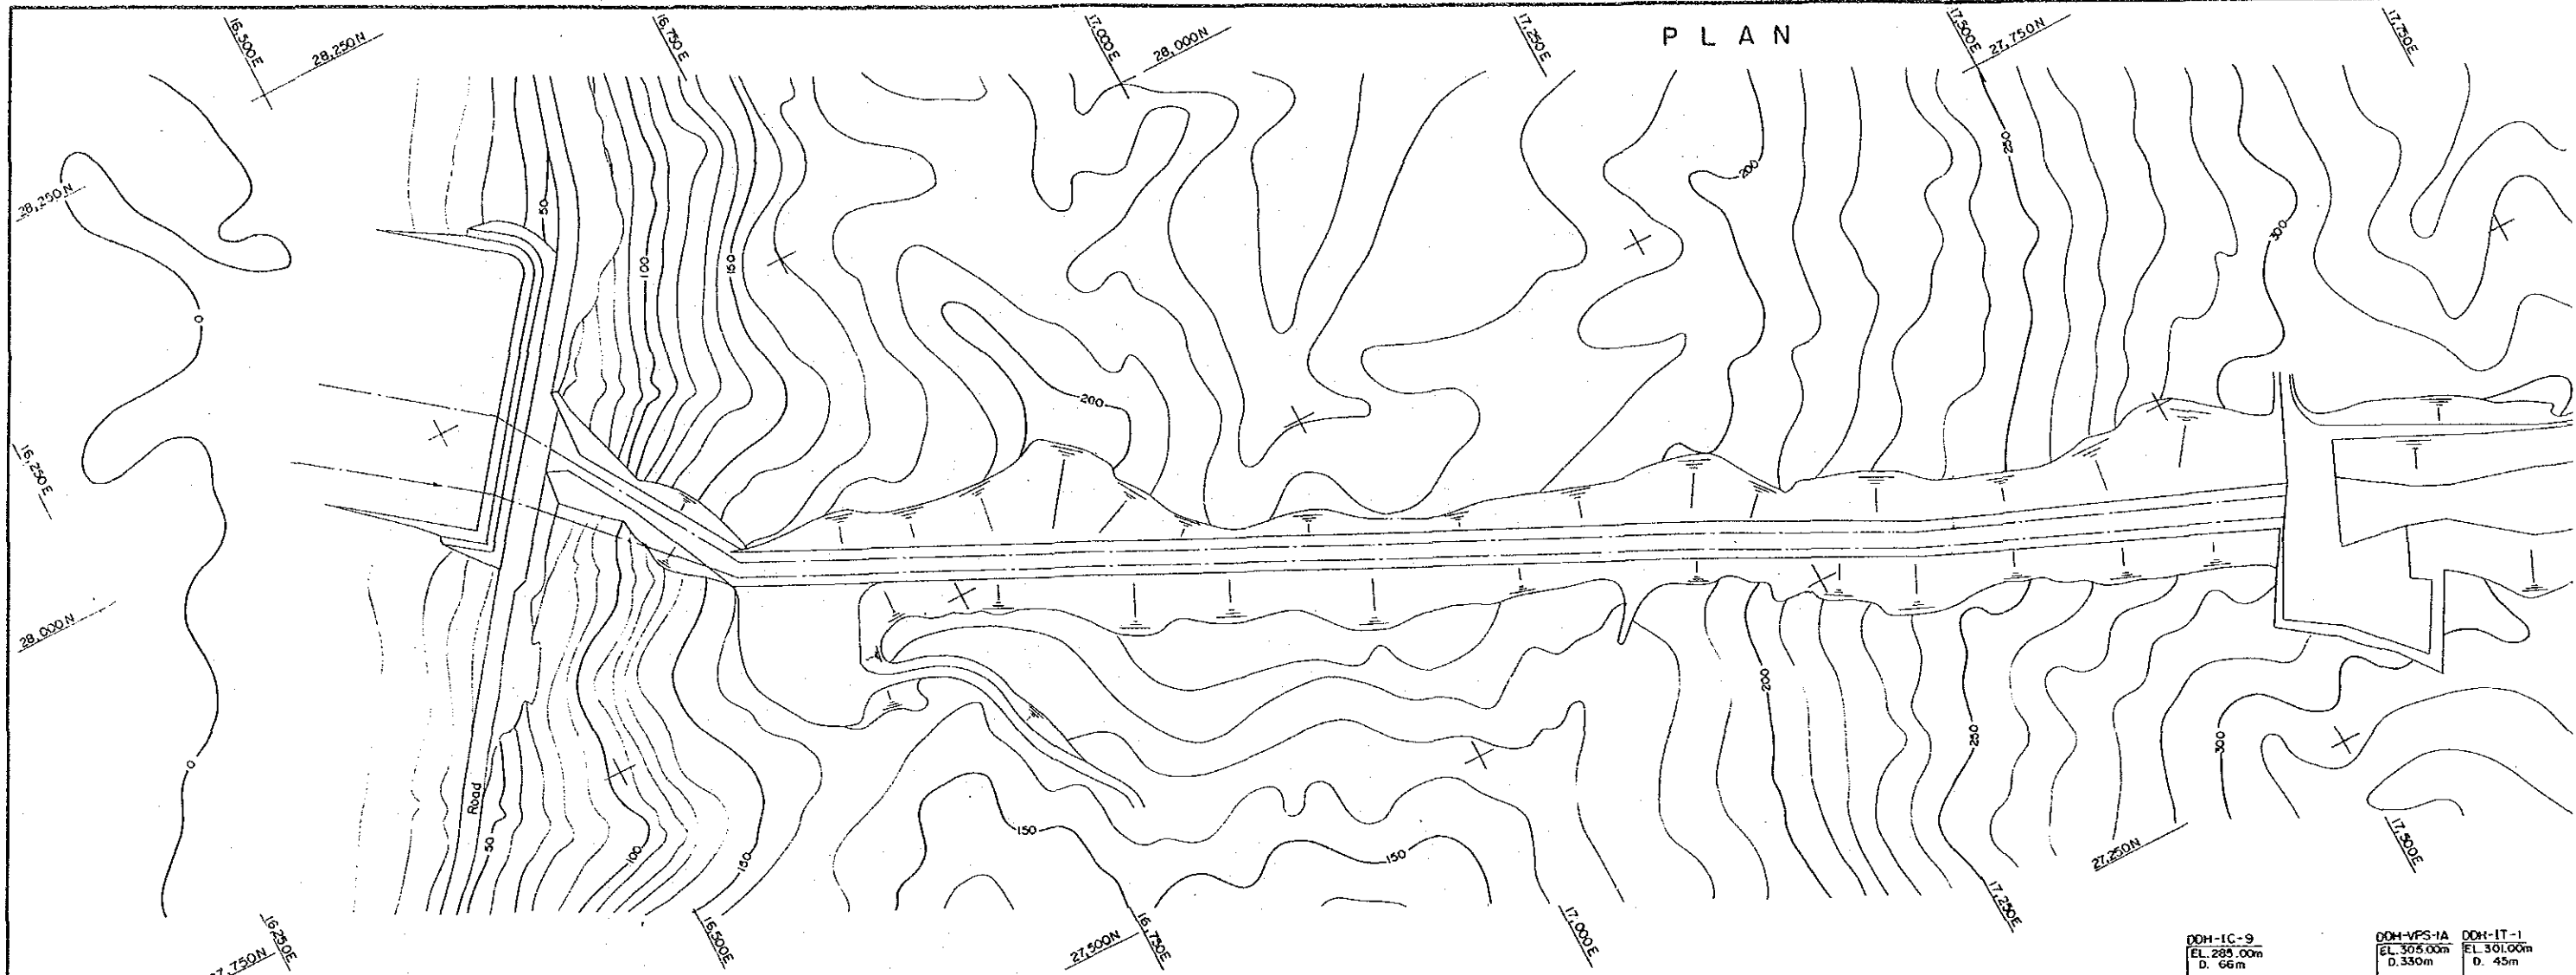 PLAN
16,500E
28,250N
16,750E
17,000E
28,000N
17,250E
17,500E
27,750N
17,750E
28,250N
50
100
150
200
250
300
0
200
16,250E
28,000N
200
250
300
0
Road
50
100
150
150
150
27,250N
17,500E
17,250E
17,000E
27,500N
16,750E
16,500E
16,250E
27,750N
DDH-IC-9
EL.285.00m
D. 66m
DDH-VPS-1A
EL.305.00m
D.330m
DDH-IT-1
EL.301.00m
D. 45m